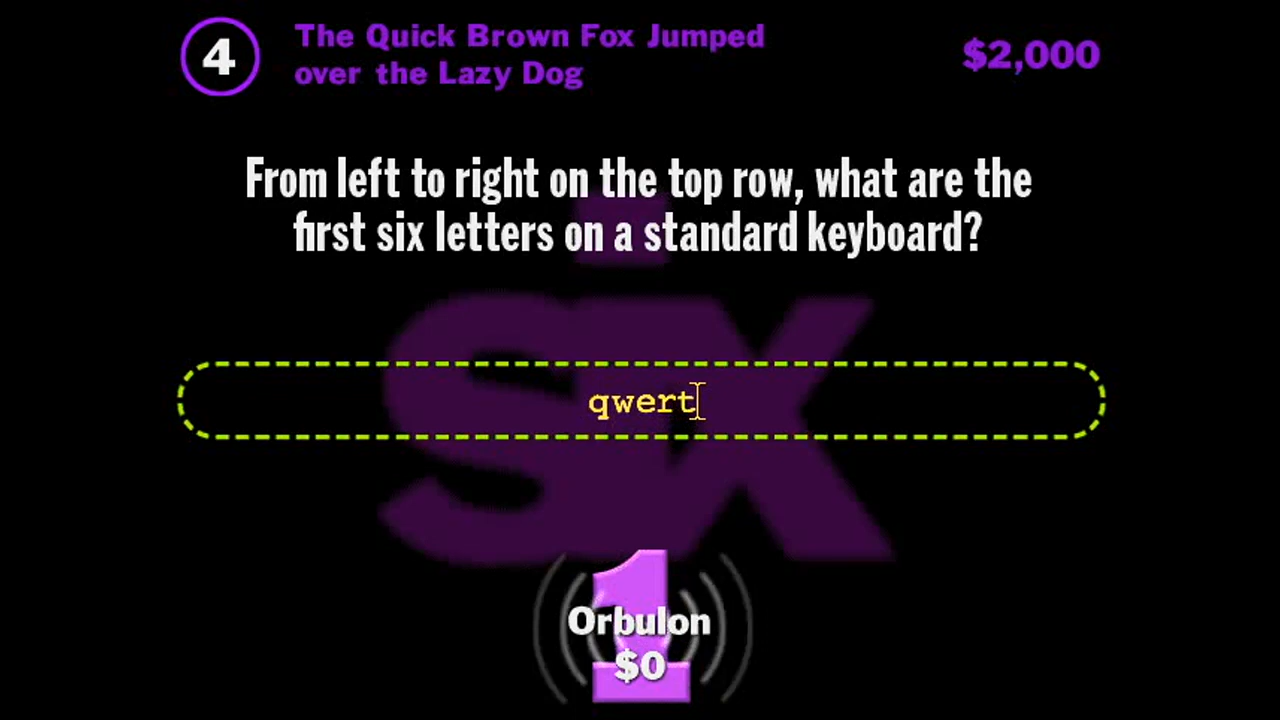 4
The Quick Brown Fox Jumped
over the Lazy Dog
$2,000
From left to right on the top row, what are the
first six letters on a standard keyboard?
six
qwert
1
Orbulon
$0